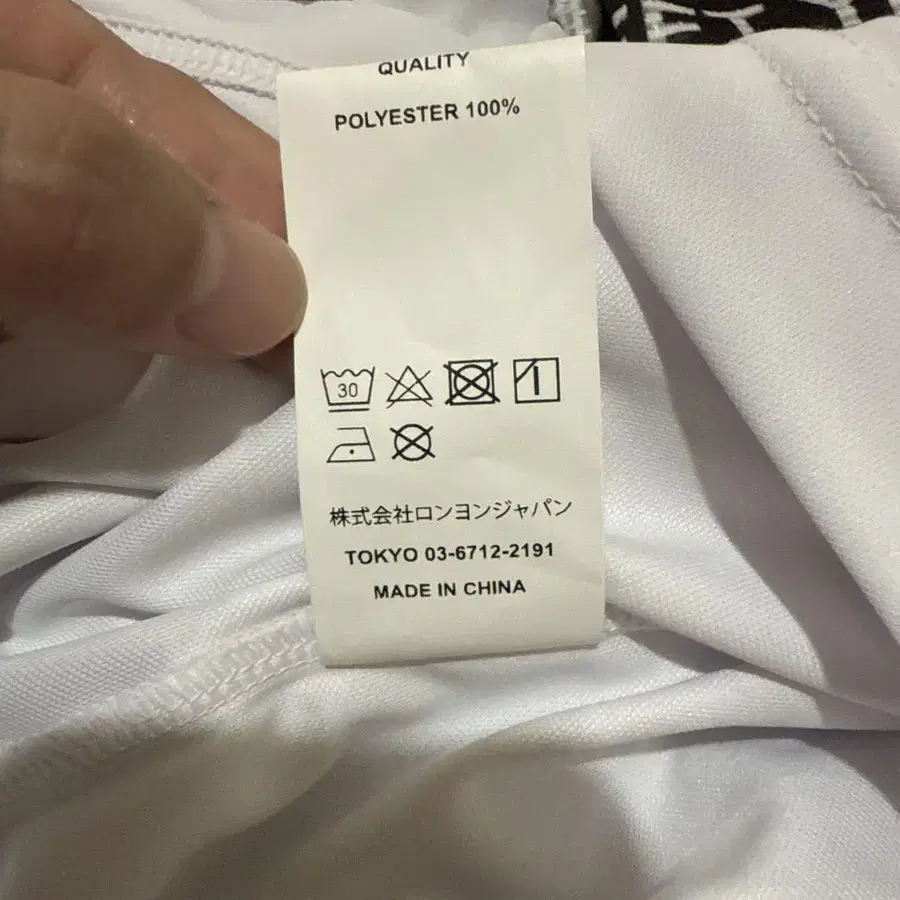 QUALITY
POLYESTER 100%
30
株式会社ロンヨンジャパン
TOKYO 03-6712-2191
MADE IN CHINA